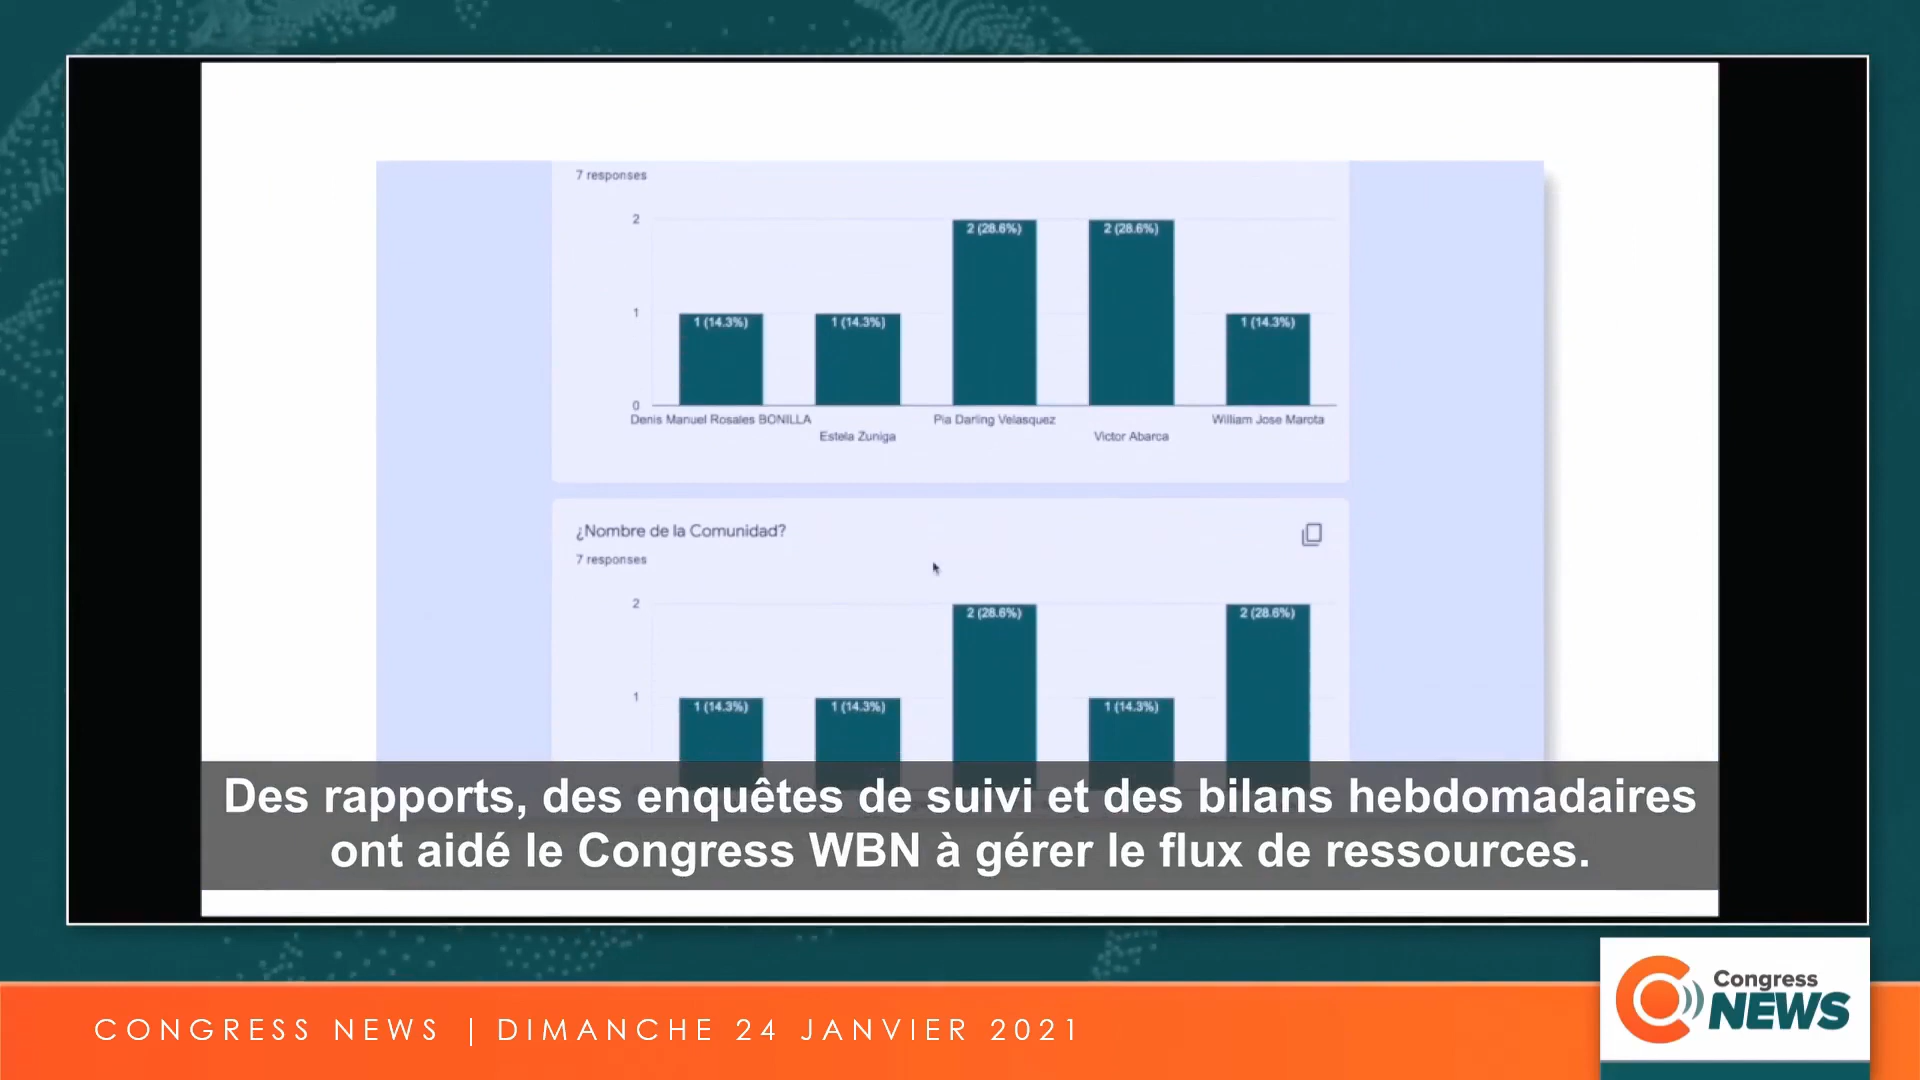 7 responses
2
2 (28.6%)
2 (28.6%)
1
1 (14.3%)
1 (14.3%)
1 (14.3%)
0
Denis Manuel Rosales BONILLA
Pia Darling Velasquez
William Jose Marota
Estela Zuniga
Victor Abarca
¿Nombre de la Comunidad?
7 responses
2
2 (28.6%)
2 (28.6%)
1
1 (14.3%)
1 (14.3%)
1 (14.3%)
Des rapports, des enquêtes de suivi et des bilans hebdomadaires
ont aidé le Congress WBN à gérer le flux de ressources.
CONGRESS NEWS | DIMANCHE 24 JANVIER 2021
Congress
NEWS